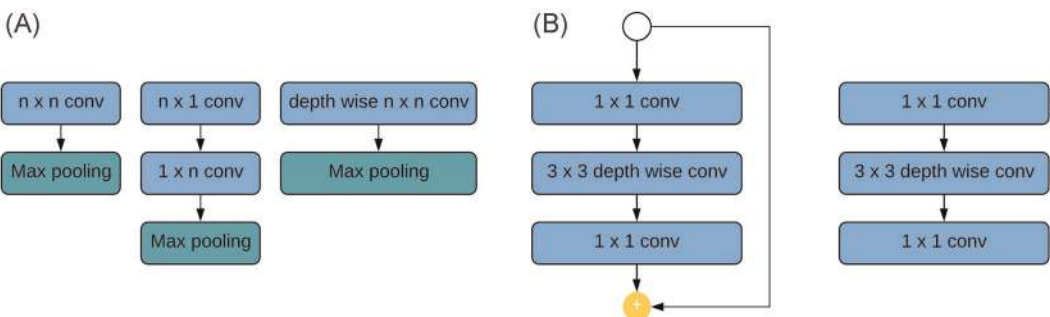 (A)
(B)
n x n conv
n x 1 conv
depth wise n x n conv
1 x 1 conv
1 x 1 conv
Max pooling
1 x n conv
Max pooling
3 x 3 depth wise conv
3 x 3 depth wise conv
Max pooling
1 x 1 conv
1 x 1 conv
+